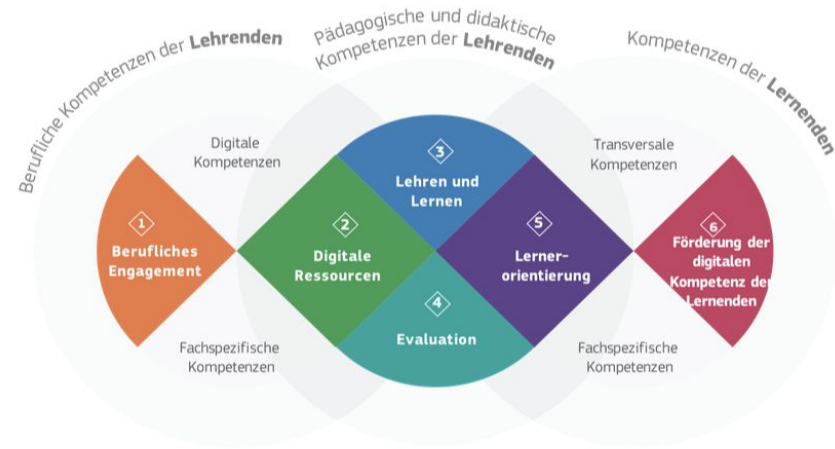 Berufliche Kompetenzen der Lehrenden
Pädagogische und didaktische
Kompetenzen der Lehrenden
Kompetenzen der Lernenden
Digitale
Kompetenzen
Transversale
Kompetenzen
1
Berufliches
Engagement
2
Digitale
Ressourcen
3
Lehren und
Lernen
4
Evaluation
5
Lerner-
orientierung
6
Förderung der
digitalen
Kompetenz der
Lernenden
Fachspezifische
Kompetenzen
Fachspezifische
Kompetenzen